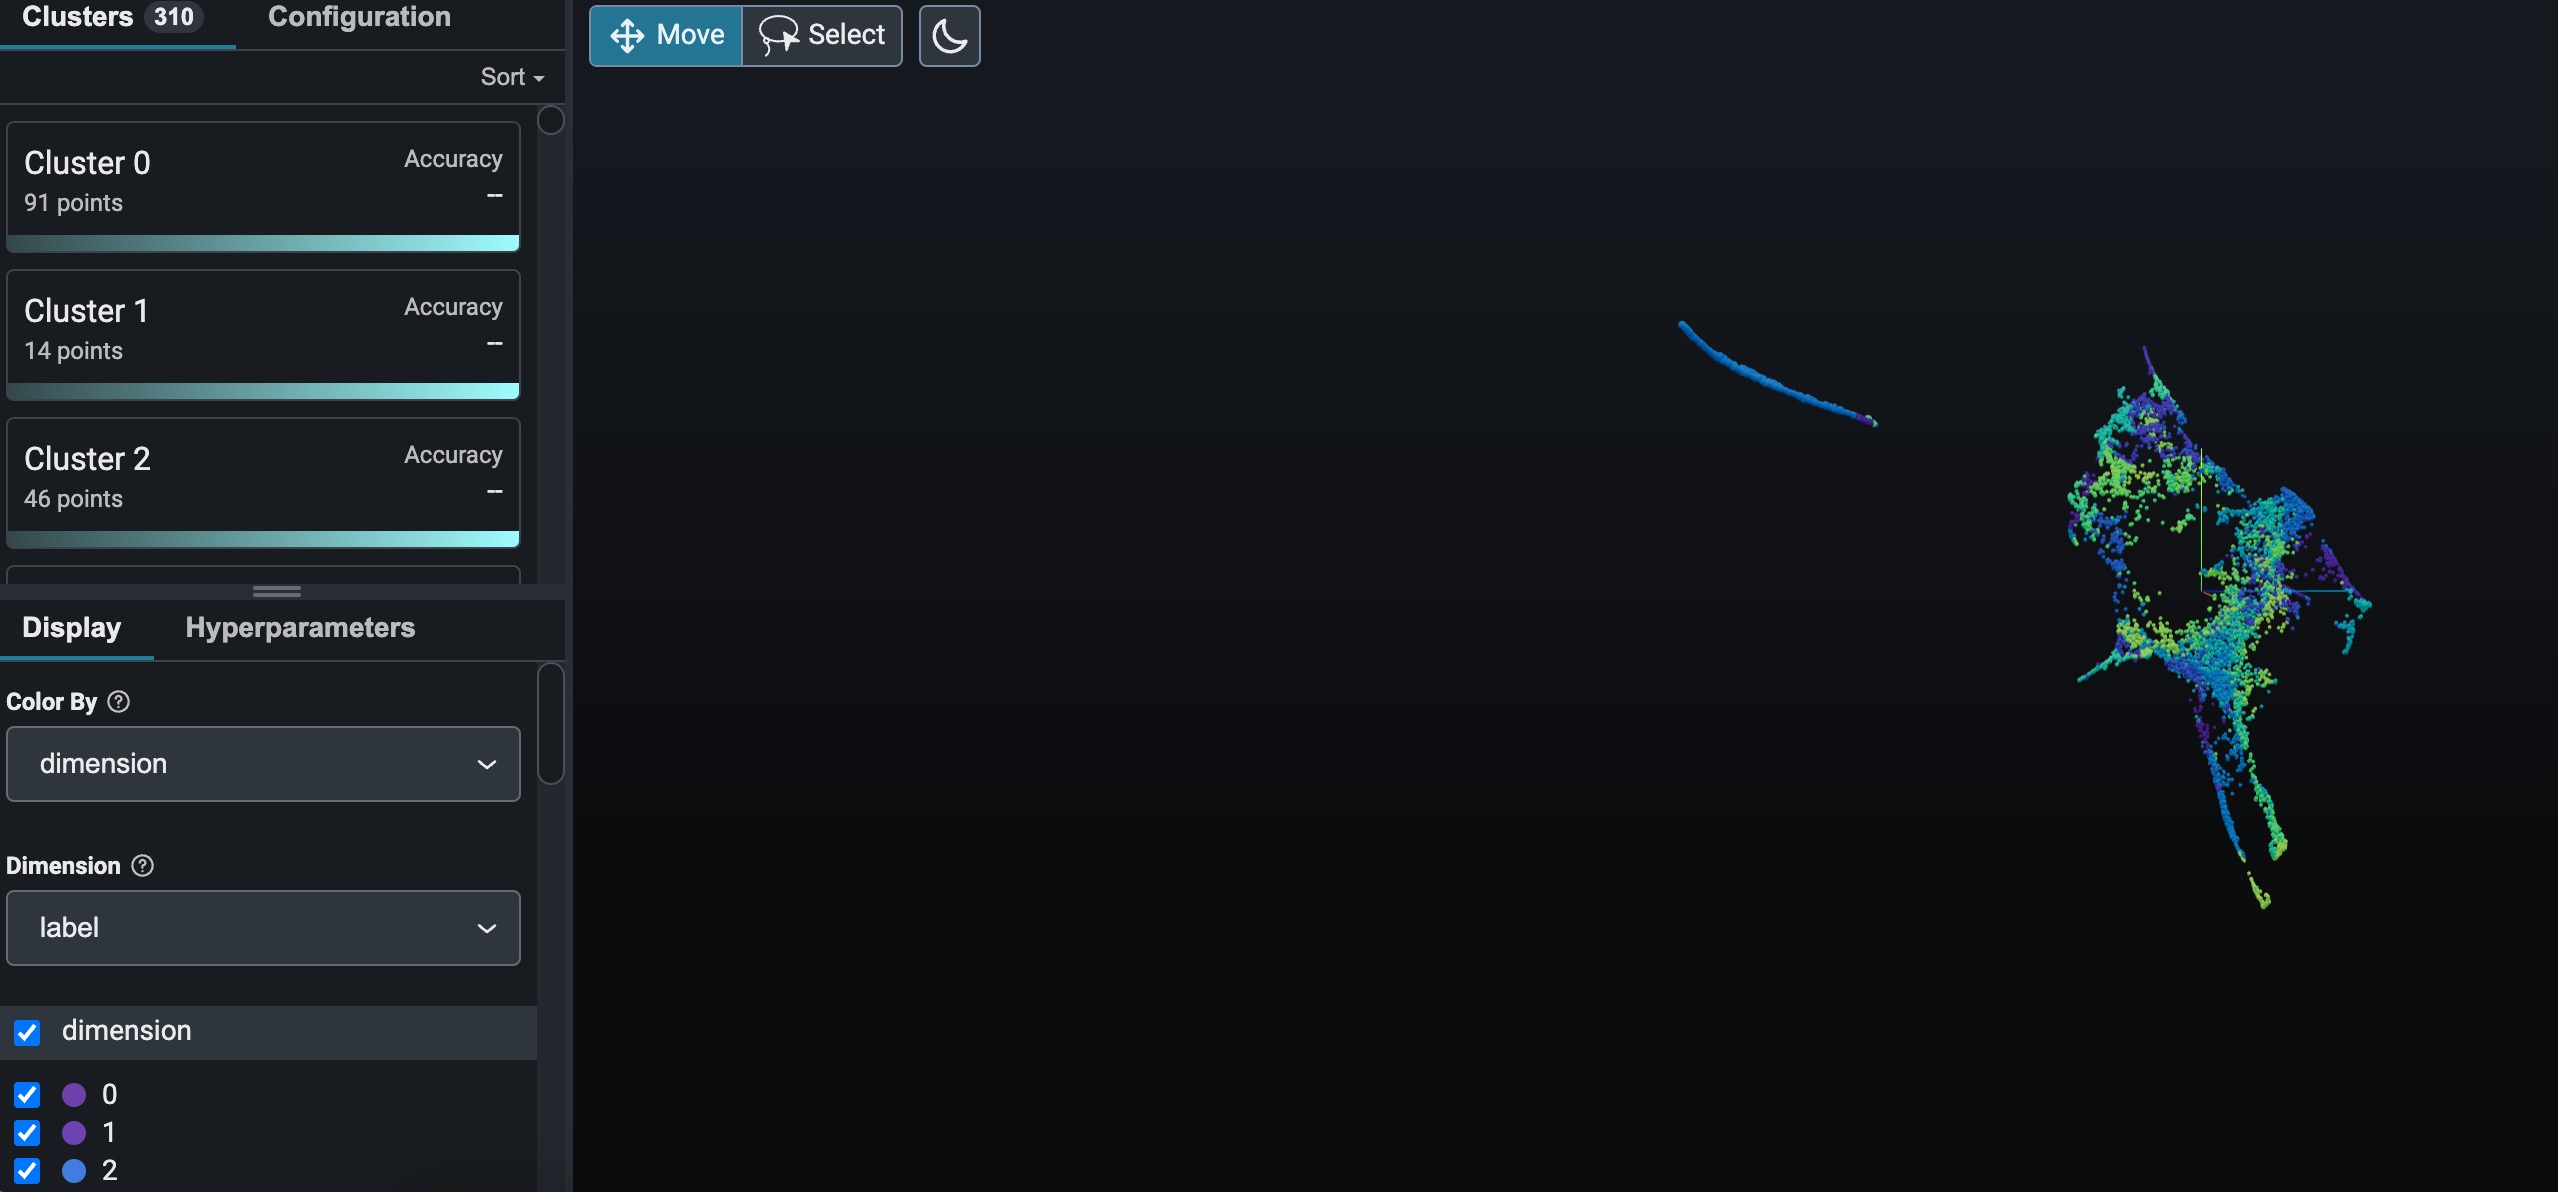 Clusters 310 Configuration
Move Select
Sort
Cluster 0 Accuracy
91 points --
Cluster 1 Accuracy
14 points --
Cluster 2 Accuracy
46 points --
Display Hyperparameters
Color By ?
dimension
Dimension ?
label
dimension
0
1
2